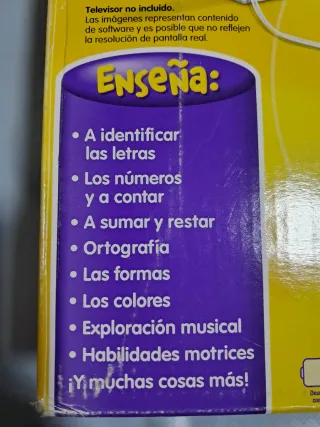 Televisor no incluido.
Las imágenes representan contenido
de software y es posible que no reflejen
la resolución de pantalla real.
Enseña:
• A identificar
las letras
• Los números
y a contar
• A sumar y restar
• Ortografía
• Las formas
• Los colores
• Exploración musical
• Habilidades motrices
¡Y muchas cosas más!